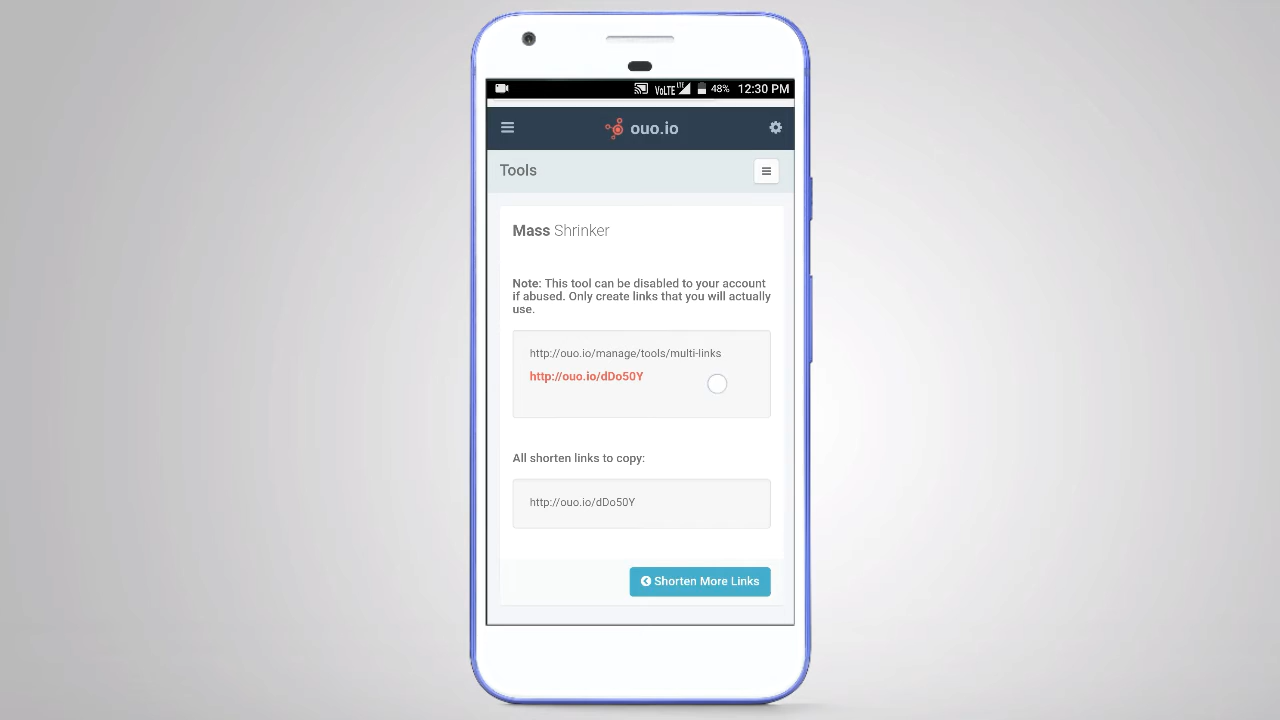 VoLTE LTE 48% 12:30 PM
ouo.io
Tools
Mass Shrinker
Note: This tool can be disabled to your account
if abused. Only create links that you will actually
use.
http://ouo.io/manage/tools/multi-links
http://ouo.io/dDo50Y
All shorten links to copy:
http://ouo.io/dDo50Y
Shorten More Links